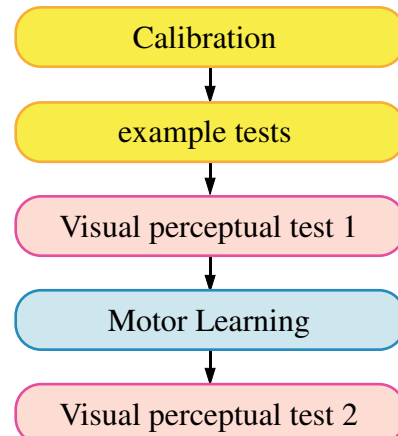 Calibration
example tests
Visual perceptual test 1
Motor Learning
Visual perceptual test 2